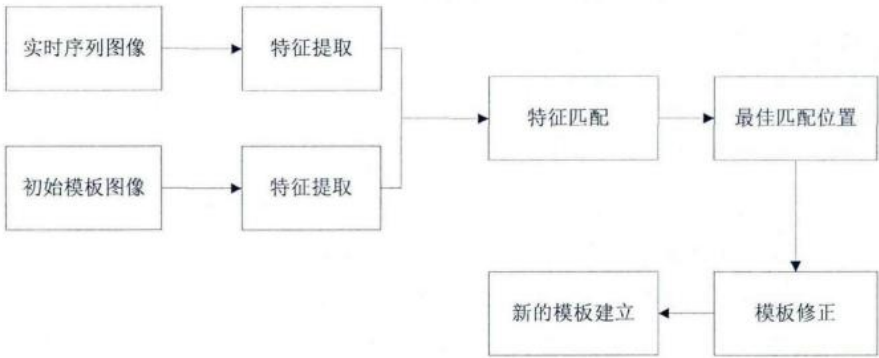 实时序列图像
特征提取
特征匹配
最佳匹配位置
初始模板图像
特征提取
新的模板建立
模板修正